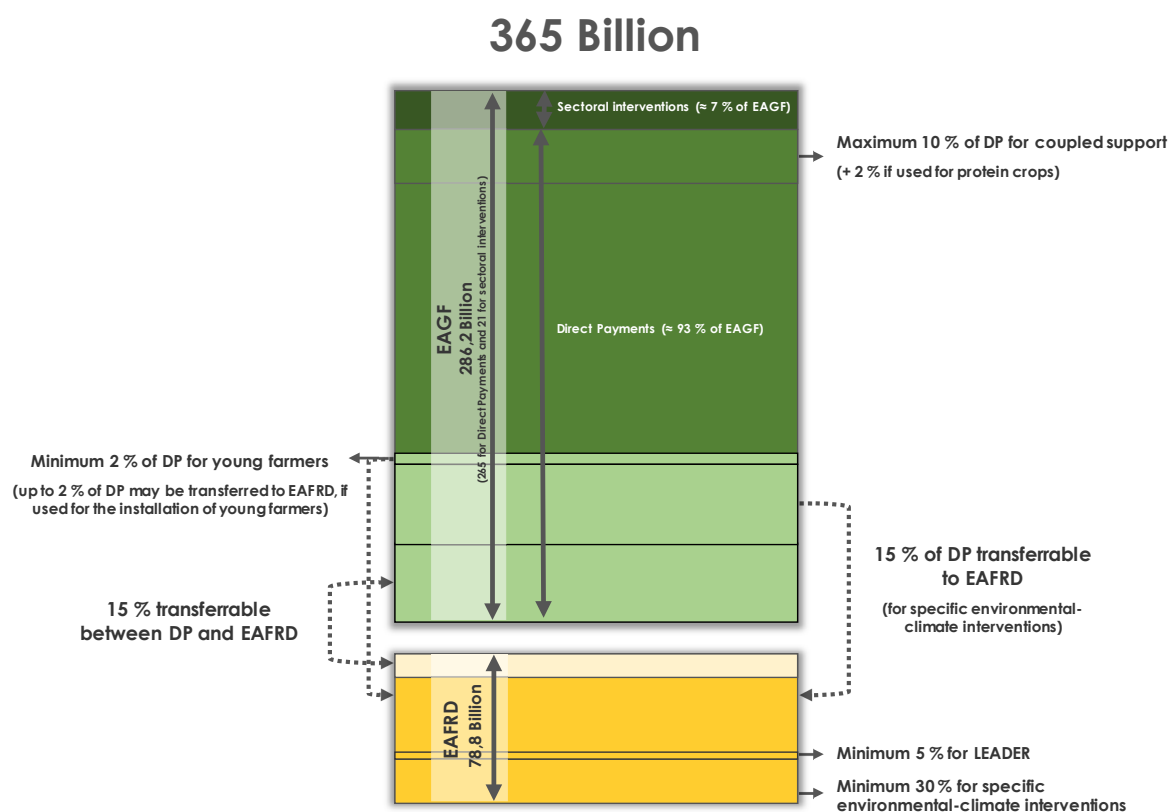 365 Billion
Sectoral interventions (≈ 7 % of EAGF)
Maximum 10 % of DP for coupled support
(+ 2 % if used for protein crops)
EAGF
286,2 Billion
(265 for Direct Payments and 21 for sectoral interventions)
Direct Payments (≈ 93 % of EAGF)
Minimum 2 % of DP for young farmers
(up to 2 % of DP may be transferred to EAFRD, if
used for the installation of young farmers)
15 % of DP transferrable
to EAFRD
(for specific environmental-
climate interventions)
15 % transferrable
between DP and EAFRD
EAFRD
78,8 Billion
Minimum 5 % for LEADER
Minimum 30 % for specific
environmental-climate interventions